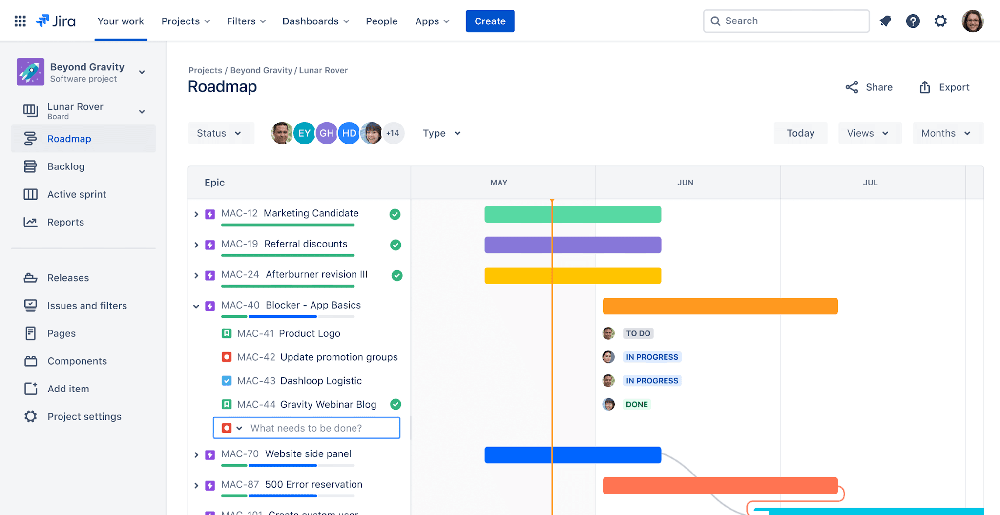 Jira Your work Projects Filters Dashboards People Apps Create Search
Beyond Gravity
Software project
Lunar Rover
Board
Roadmap
Backlog
Active sprint
Reports
Releases
Issues and filters
Pages
Components
Add item
Project settings
Projects / Beyond Gravity / Lunar Rover
Roadmap
Share Export
Status EY GH HD +14 Type Today Views Months
Epic MAY JUN JUL
MAC-12 Marketing Candidate
MAC-19 Referral discounts
MAC-24 Afterburner revision III
MAC-40 Blocker - App Basics
MAC-41 Product Logo TO DO
MAC-42 Update promotion groups IN PROGRESS
MAC-43 Dashloop Logistic IN PROGRESS
MAC-44 Gravity Webinar Blog DONE
What needs to be done?
MAC-70 Website side panel
MAC-87 500 Error reservation
MAC-101 Create custom user